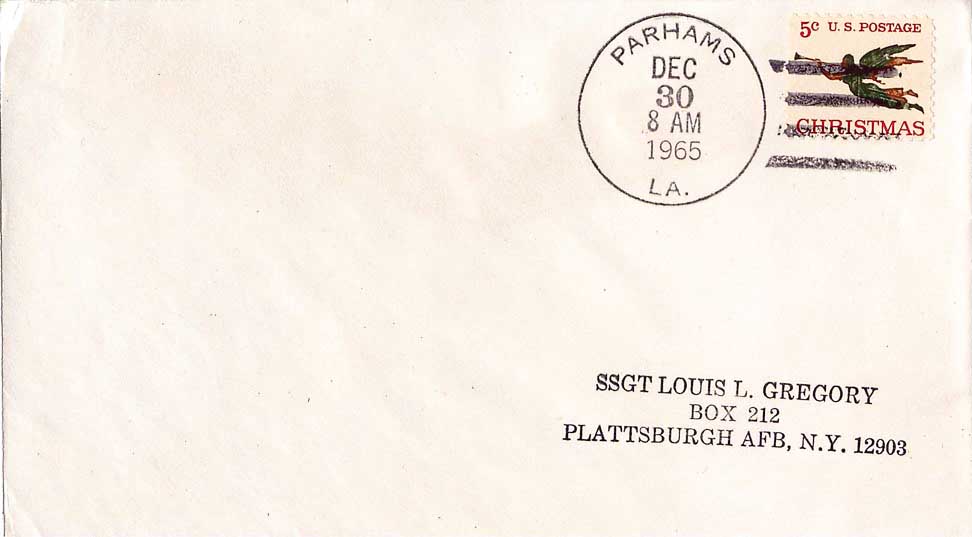 PARHAMS
DEC
30
8 AM
1965
LA.
5c U.S. POSTAGE
CHRISTMAS
SSGT LOUIS L. GREGORY
BOX 212
PLATTSBURGH AFB, N.Y. 12903